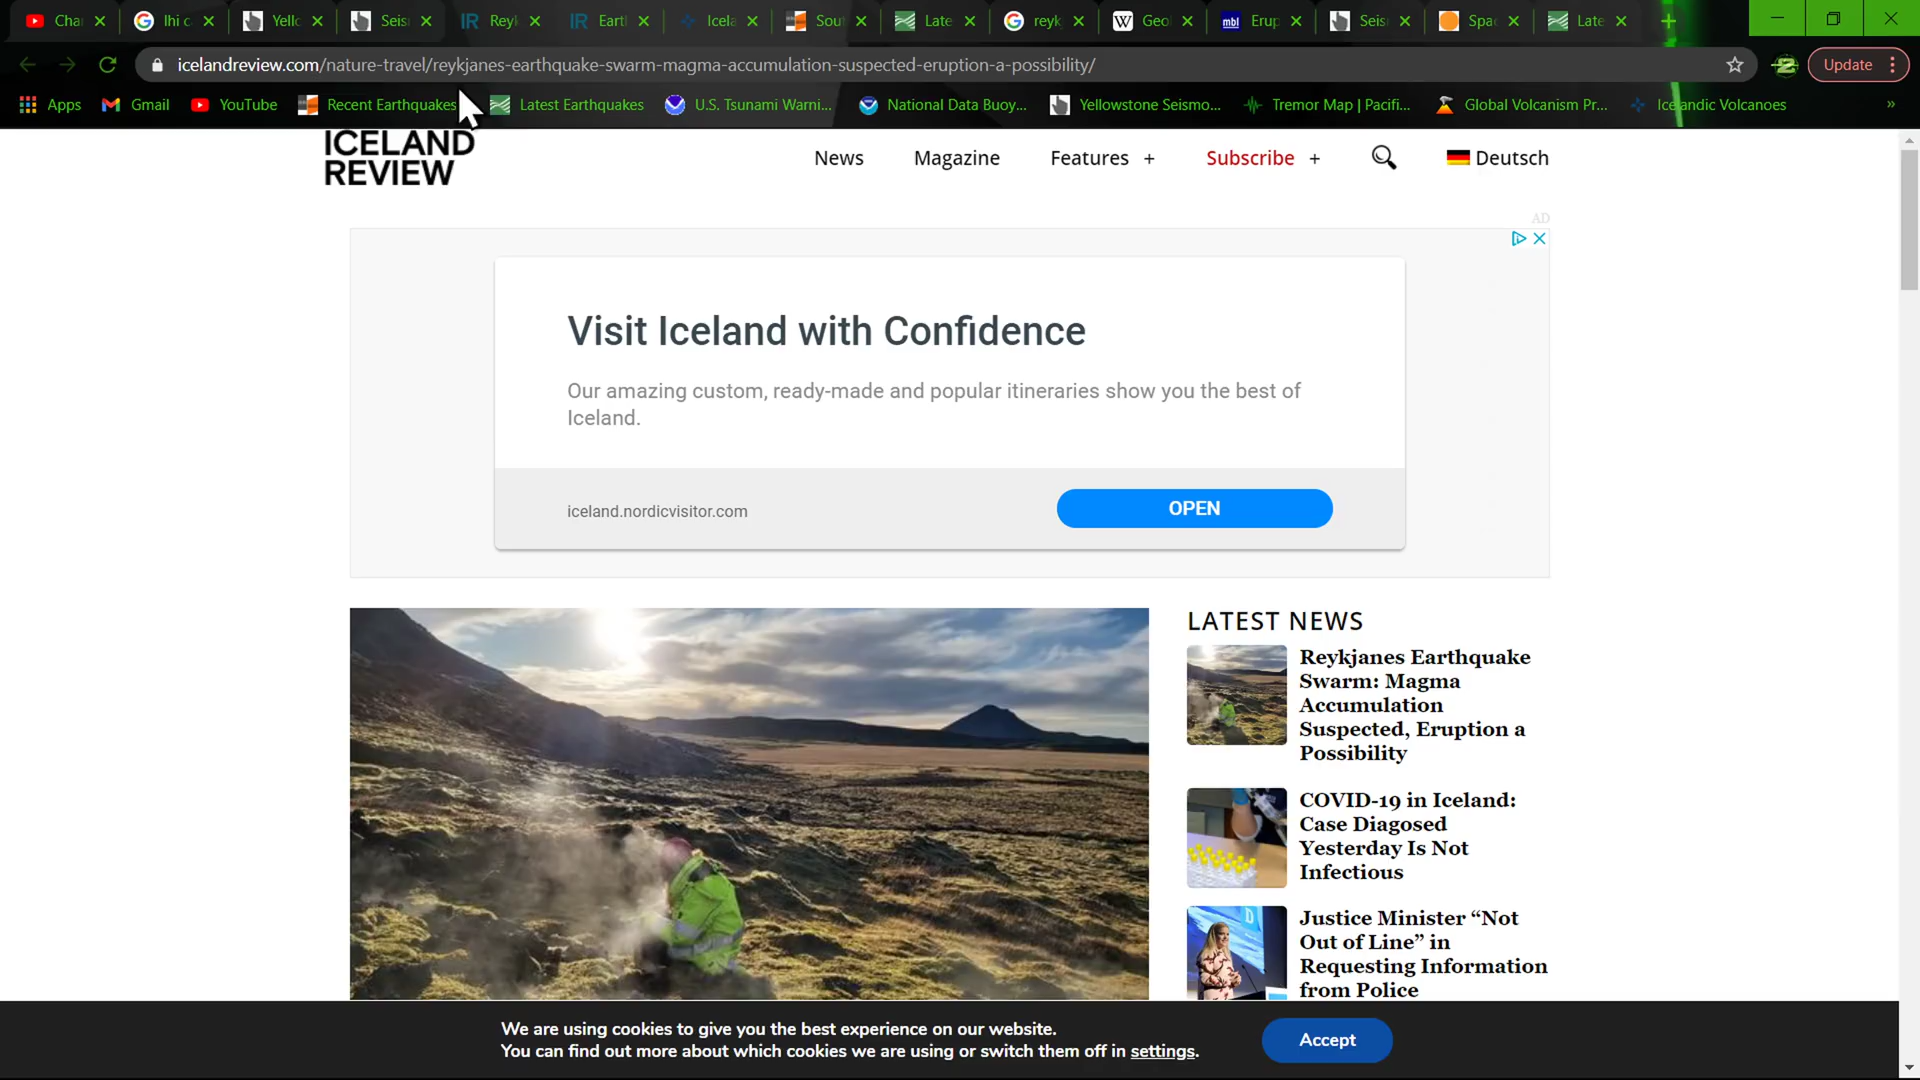 Cha
Ihi c
Yell
Seis
IR Reyk
IR Eart
Icela
Sou
Late
reyk
W Geo
mbl Erup
Seis
Spa
Late
icelandreview.com/nature-travel/reykjanes-earthquake-swarm-magma-accumulation-suspected-eruption-a-possibility/
Update
Apps
Gmail
YouTube
Recent Earthquakes
Latest Earthquakes
U.S. Tsunami Warni...
National Data Buoy...
Yellowstone Seismo...
Tremor Map | Pacifi...
Global Volcanism Pr...
Icelandic Volcanoes
»
ICELAND
REVIEW
News
Magazine
Features +
Subscribe +
Deutsch
AD
Visit Iceland with Confidence
Our amazing custom, ready-made and popular itineraries show you the best of
Iceland.
iceland.nordicvisitor.com
OPEN
LATEST NEWS
Reykjanes Earthquake
Swarm: Magma
Accumulation
Suspected, Eruption a
Possibility
COVID-19 in Iceland:
Case Diagosed
Yesterday Is Not
Infectious
Justice Minister “Not
Out of Line” in
Requesting Information
from Police
We are using cookies to give you the best experience on our website.
You can find out more about which cookies we are using or switch them off in settings.
Accept